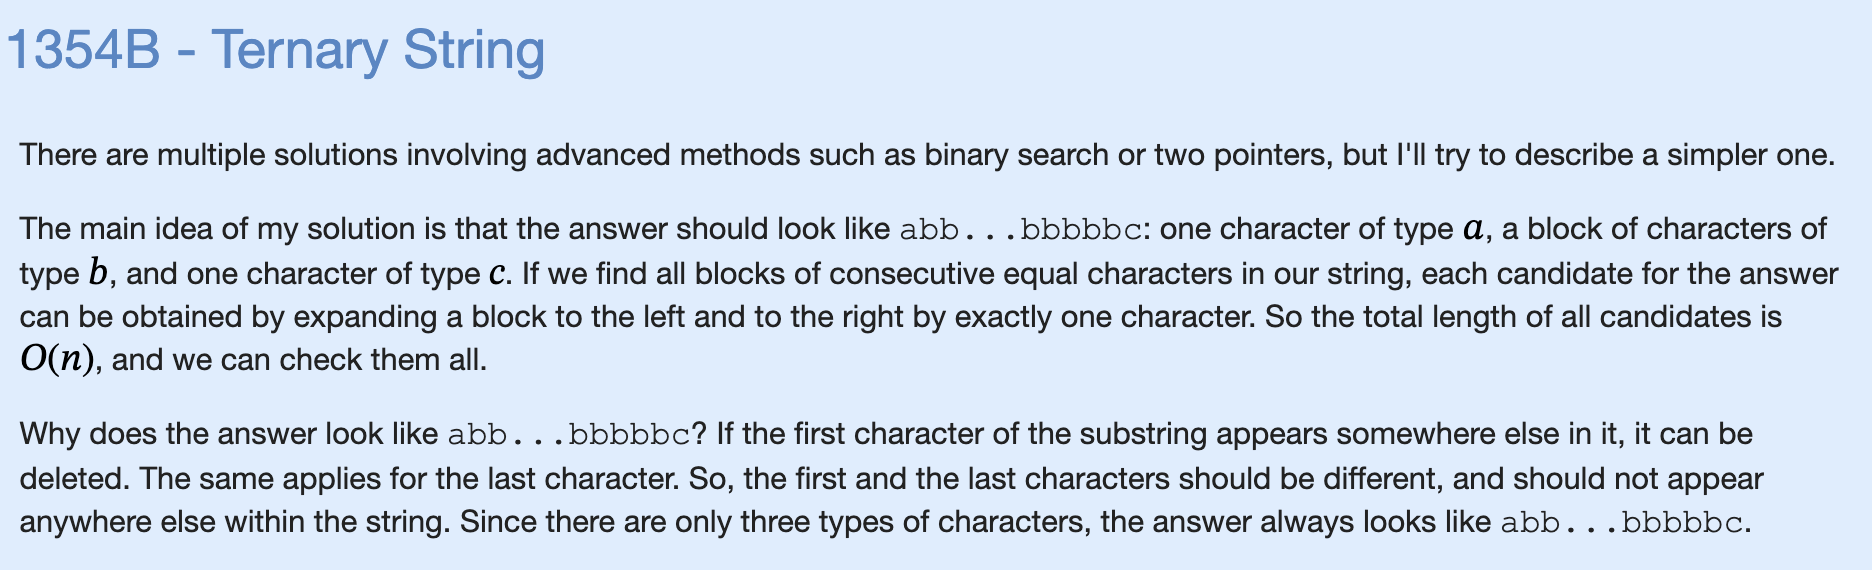 1354B - Ternary String
There are multiple solutions involving advanced methods such as binary search or two pointers, but I'll try to describe a simpler one.
The main idea of my solution is that the answer should look like abb...bbbbbc: one character of type a, a block of characters of
type b, and one character of type c. If we find all blocks of consecutive equal characters in our string, each candidate for the answer
can be obtained by expanding a block to the left and to the right by exactly one character. So the total length of all candidates is
O(n), and we can check them all.
Why does the answer look like abb...bbbbbc? If the first character of the substring appears somewhere else in it, it can be
deleted. The same applies for the last character. So, the first and the last characters should be different, and should not appear
anywhere else within the string. Since there are only three types of characters, the answer always looks like abb...bbbbbc.